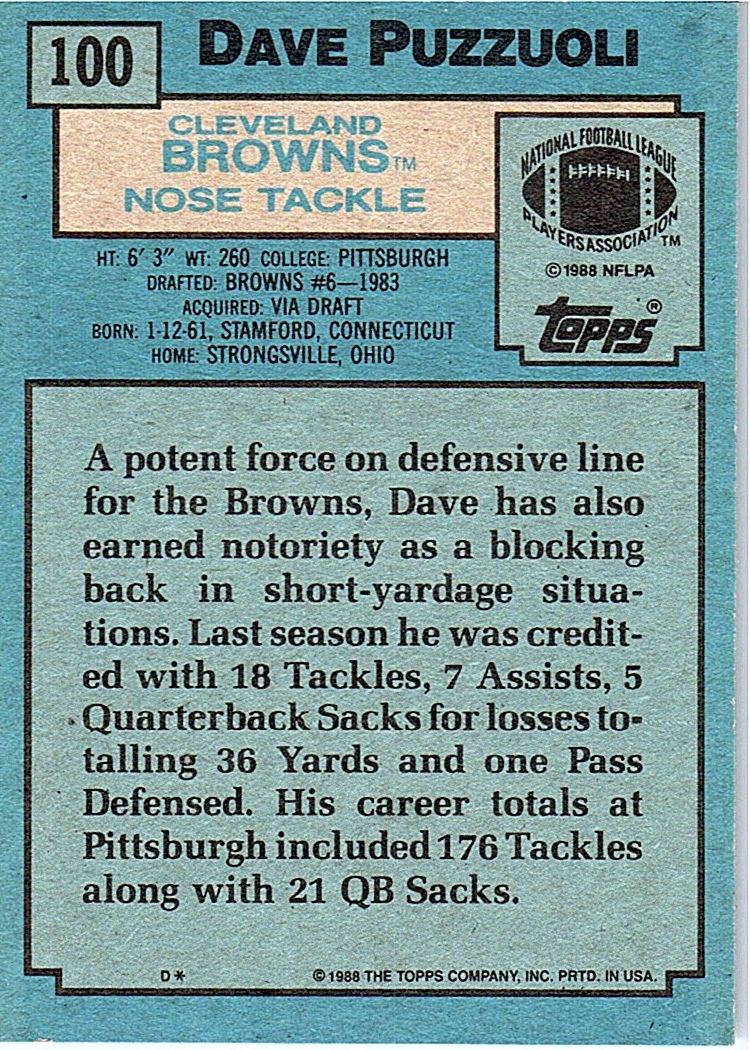 100
DAVE PUZZUOLI
CLEVELAND
BROWNS™
NOSE TACKLE
NATIONAL FOOTBALL LEAGUE
PLAYERS ASSOCIATION™
©1988 NFLPA
topps®
HT: 6' 3" WT: 260 COLLEGE: PITTSBURGH
DRAFTED: BROWNS #6—1983
ACQUIRED: VIA DRAFT
BORN: 1-12-61, STAMFORD, CONNECTICUT
HOME: STRONGSVILLE, OHIO
A potent force on defensive line
for the Browns, Dave has also
earned notoriety as a blocking
back in short-yardage situa-
tions. Last season he was credit-
ed with 18 Tackles, 7 Assists, 5
Quarterback Sacks for losses to-
talling 36 Yards and one Pass
Defensed. His career totals at
Pittsburgh included 176 Tackles
along with 21 QB Sacks.
D* ©1988 THE TOPPS COMPANY, INC. PRTD. IN USA.